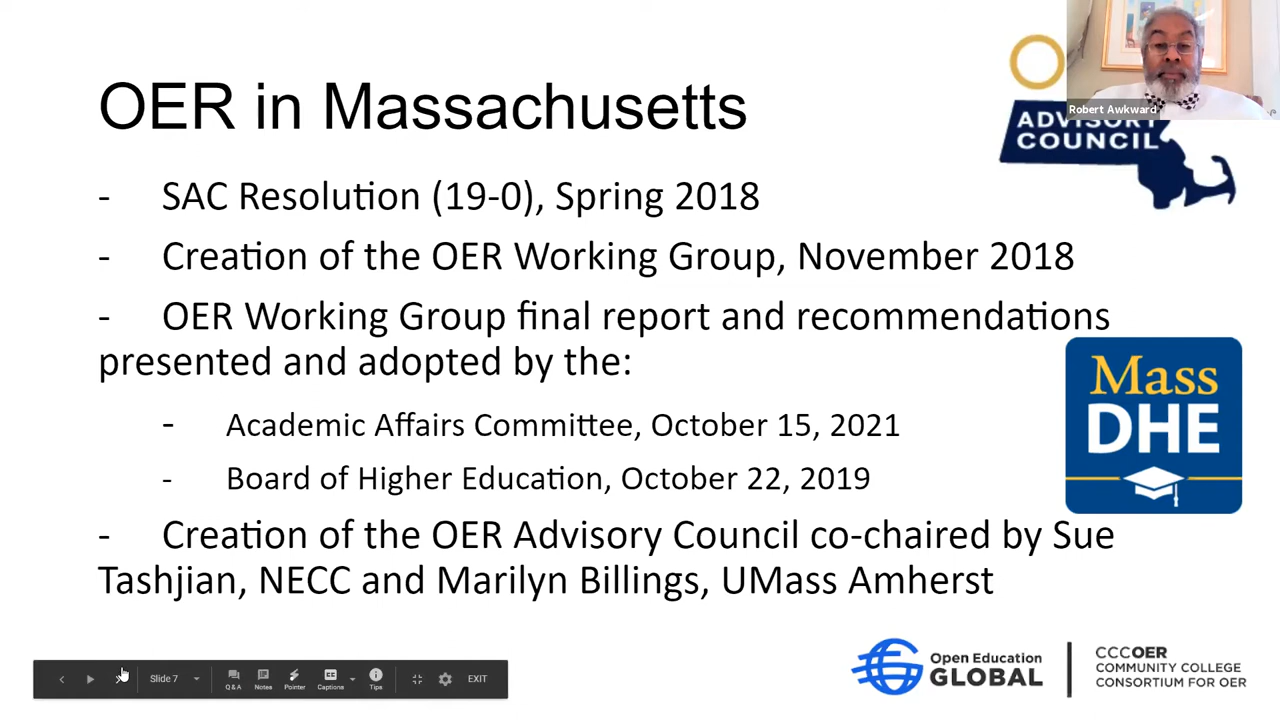 OER in Massachusetts
- SAC Resolution (19-0), Spring 2018
- Creation of the OER Working Group, November 2018
- OER Working Group final report and recommendations
presented and adopted by the:
- Academic Affairs Committee, October 15, 2021
- Board of Higher Education, October 22, 2019
- Creation of the OER Advisory Council co-chaired by Sue
Tashjian, NECC and Marilyn Billings, UMass Amherst
Robert Awkward
ADVISORY
COUNCIL
Mass
DHE
Open Education
GLOBAL
CCCOER
COMMUNITY COLLEGE
CONSORTIUM FOR OER
Slide 7
Q & A
Notes
Pointer
Captions
Tips
EXIT